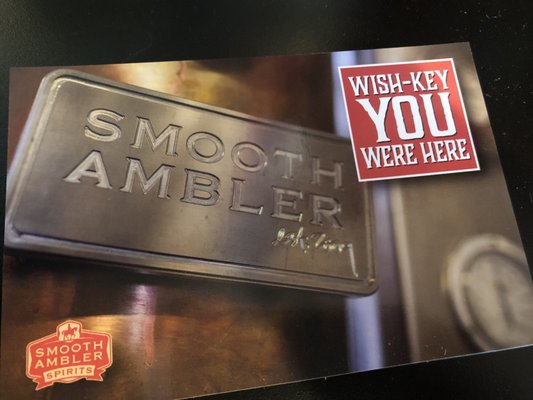 SMOOTH
AMBLER
WISH-KEY
YOU
WERE HERE
SMOOTH
AMBLER
SPIRITS